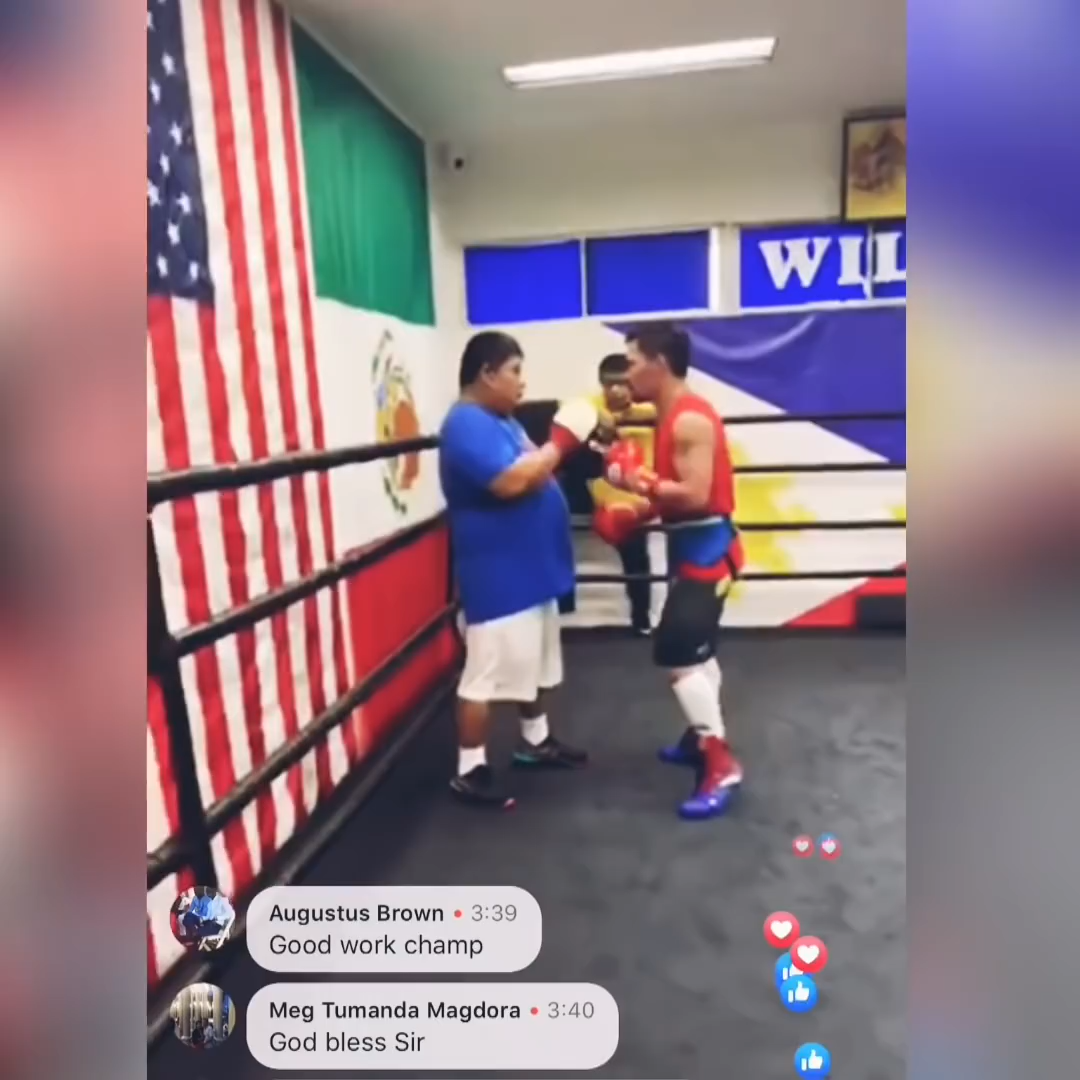 WIL
Augustus Brown • 3:39
Good work champ
Meg Tumanda Magdora • 3:40
God bless Sir